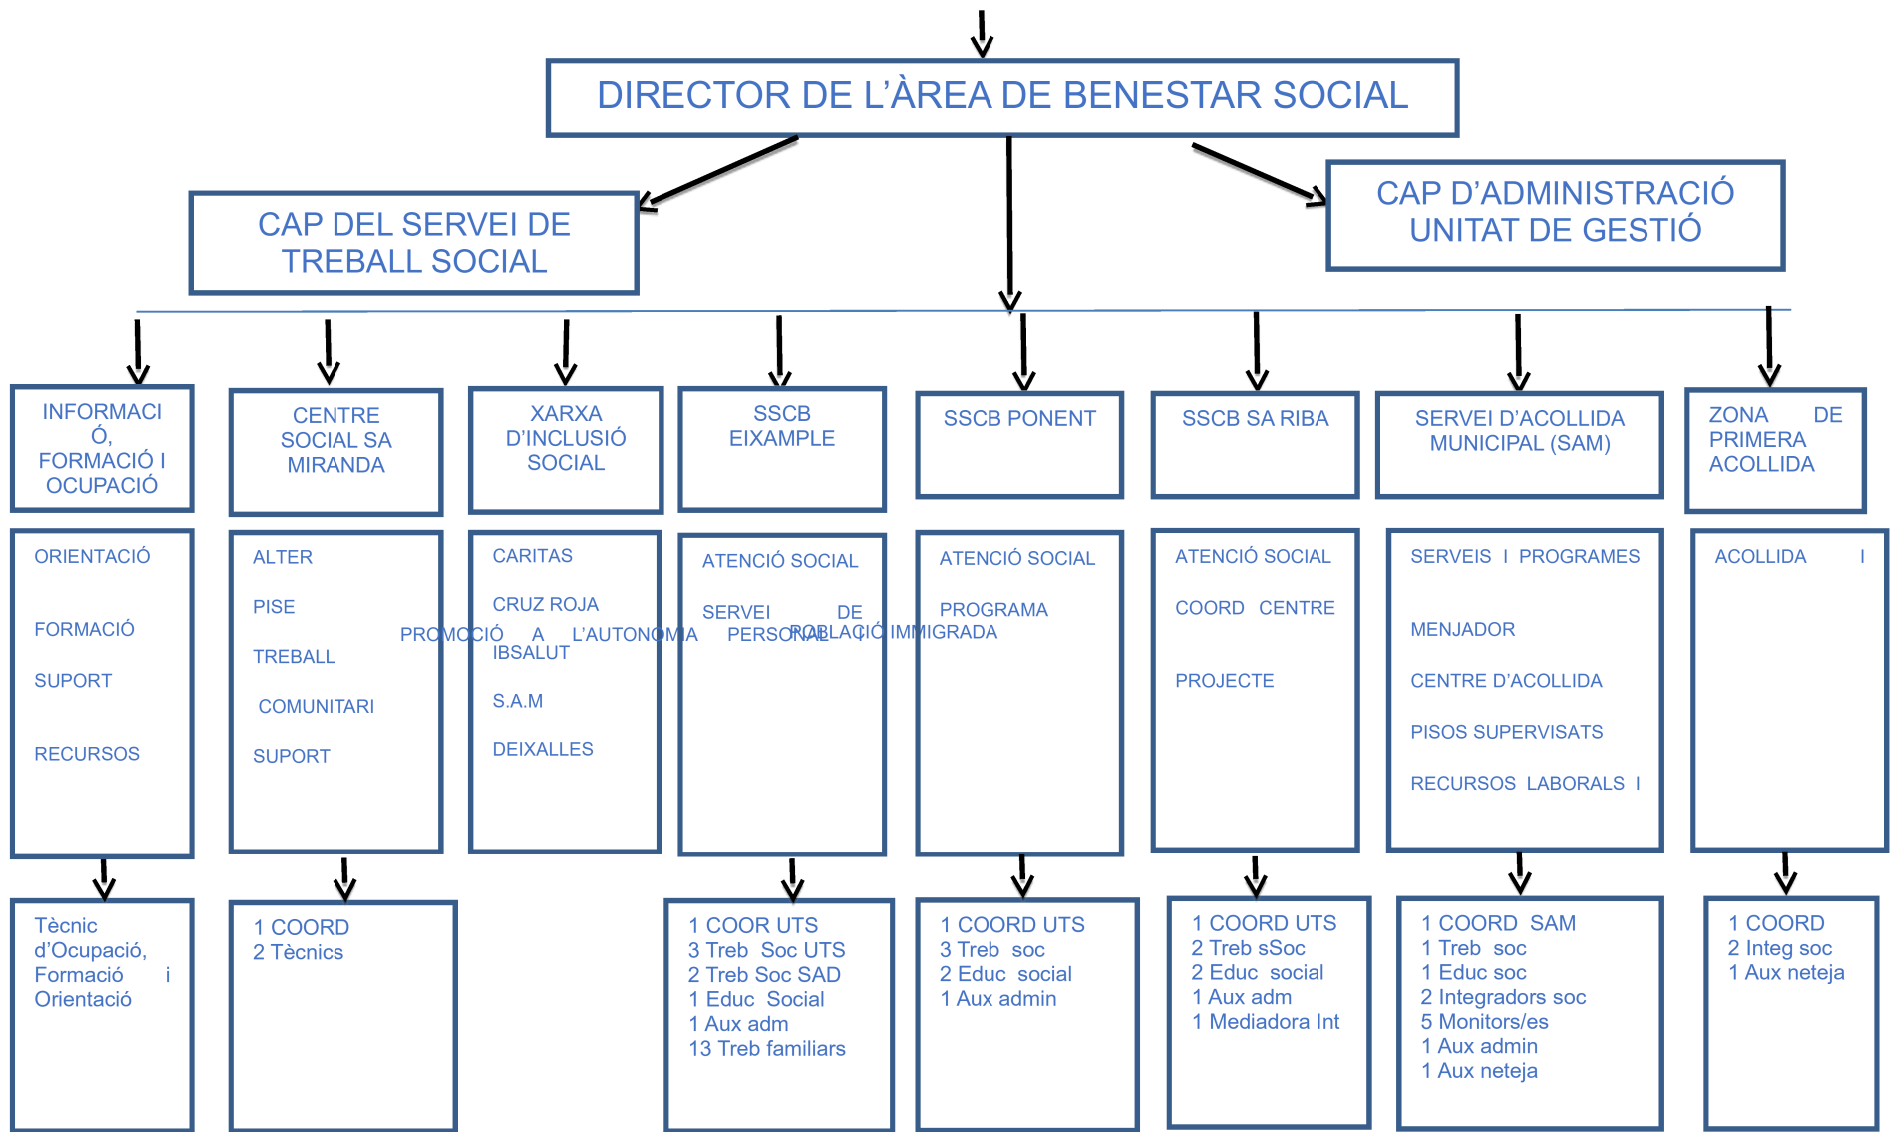 DIRECTOR DE L’ÀREA DE BENESTAR SOCIAL
CAP DEL SERVEI DE
TREBALL SOCIAL
CAP D’ADMINISTRACIÓ
UNITAT DE GESTIÓ
INFORMACI
Ó,
FORMACIÓ I
OCUPACIÓ
CENTRE
SOCIAL SA
MIRANDA
XARXA
D’INCLUSIÓ
SOCIAL
SSCB
EIXAMPLE
SSCB PONENT
SSCB SA RIBA
SERVEI D’ACOLLIDA
MUNICIPAL (SAM)
ZONA DE
PRIMERA
ACOLLIDA
ORIENTACIÓ
FORMACIÓ
SUPORT
RECURSOS
ALTER
PISE
TREBALL
COMUNITARI
SUPORT
CARITAS
CRUZ ROJA
IBSALUT
S.A.M
DEIXALLES
ATENCIÓ SOCIAL
SERVEI DE
PROMOCIÓ A L’AUTONOMIA PERSONAL I
ATENCIÓ SOCIAL
PROGRAMA
POBLACIÓ IMMIGRADA
ATENCIÓ SOCIAL
COORD CENTRE
PROJECTE
SERVEIS I PROGRAMES
MENJADOR
CENTRE D’ACOLLIDA
PISOS SUPERVISATS
RECURSOS LABORALS I
ACOLLIDA I
Tècnic
d’Ocupació,
Formació i
Orientació
1 COORD
2 Tècnics
1 COOR UTS
3 Treb Soc UTS
2 Treb Soc SAD
1 Educ Social
1 Aux adm
13 Treb familiars
1 COORD UTS
3 Treb soc
2 Educ social
1 Aux admin
1 COORD UTS
2 Treb sSoc
2 Educ social
1 Aux adm
1 Mediadora Int
1 COORD SAM
1 Treb soc
1 Educ soc
2 Integradors soc
5 Monitors/es
1 Aux admin
1 Aux neteja
1 COORD
2 Integ soc
1 Aux neteja